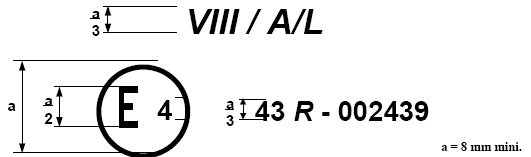 a/3 VIII / A/L
a a/2 E 4 a/3 43 R - 002439
a = 8 mm mini.